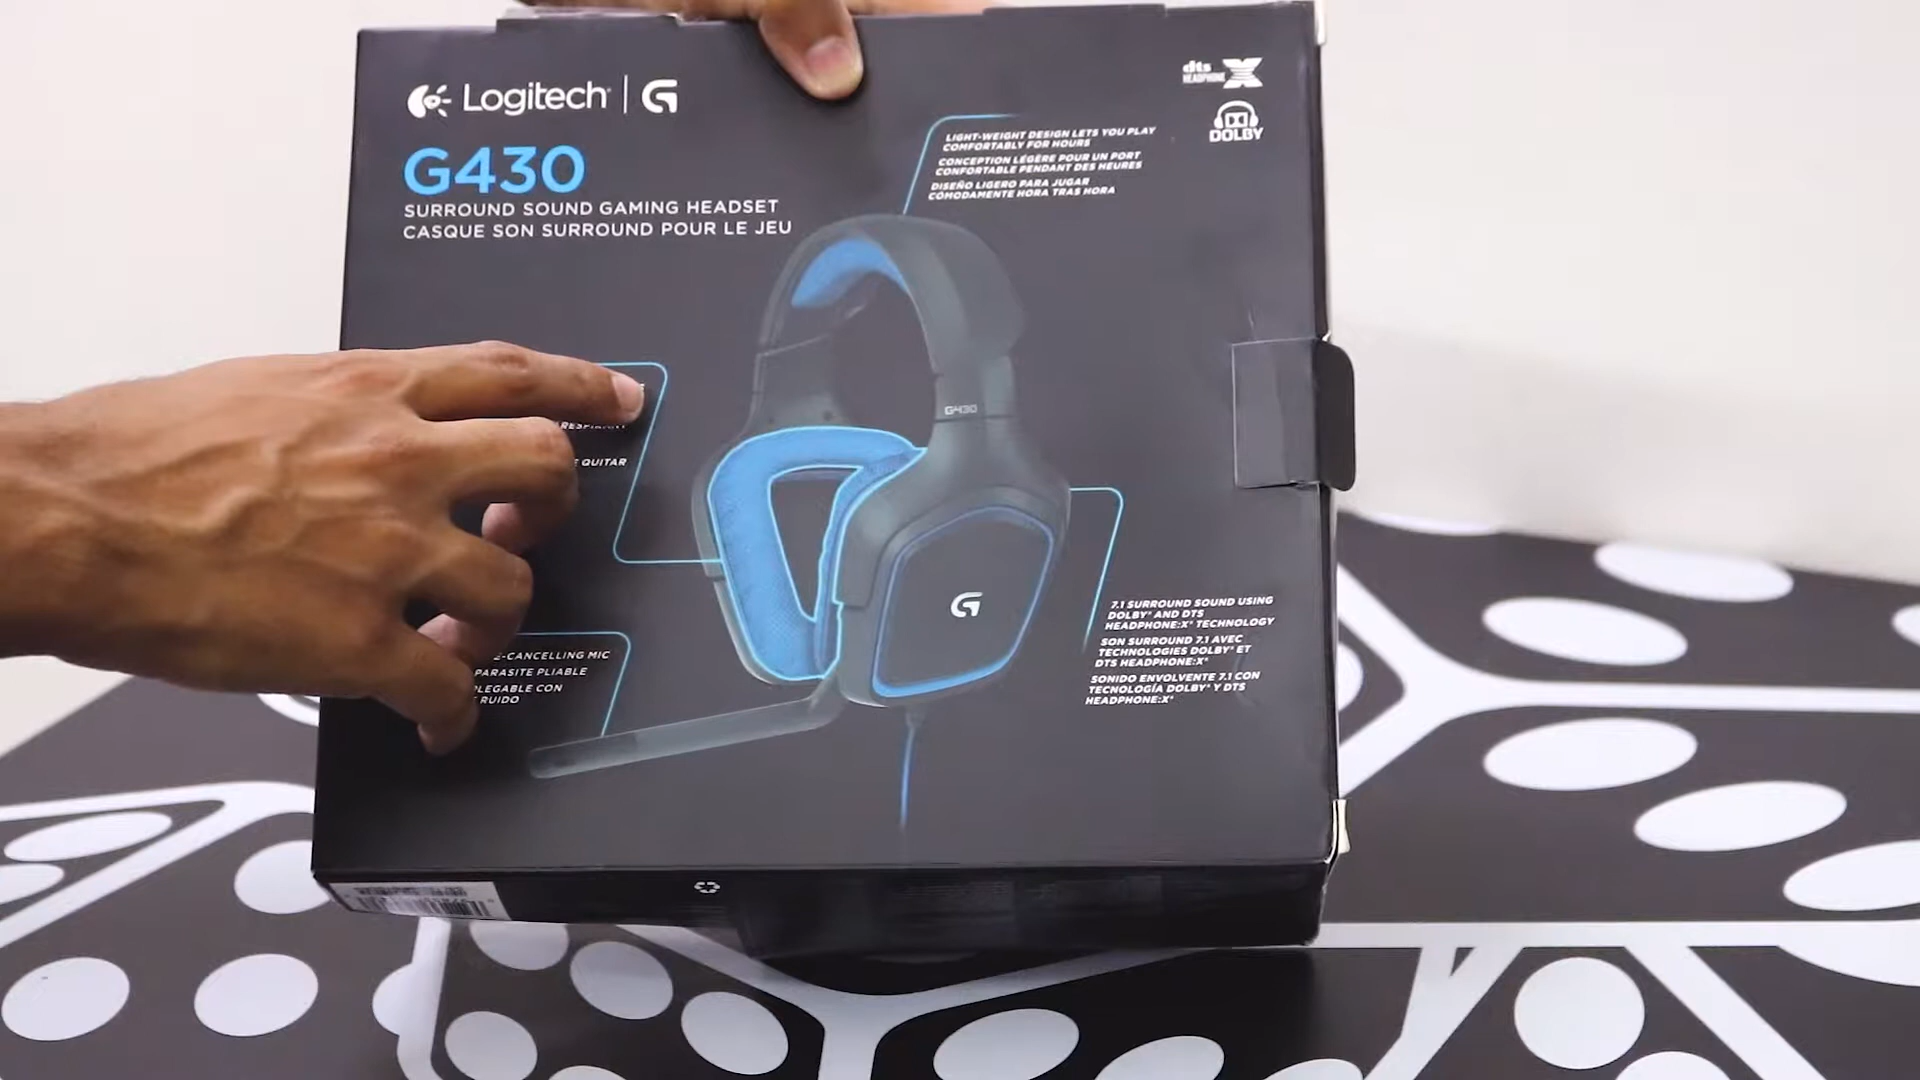 Logitech G
G430
SURROUND SOUND GAMING HEADSET
CASQUE SON SURROUND POUR LE JEU
dts
HEADPHONE X
DOLBY
LIGHT-WEIGHT DESIGN LETS YOU PLAY
COMFORTABLY FOR HOURS
CONCEPTION LÉGÈRE POUR UN PORT
CONFORTABLE PENDANT DES HEURES
DISEÑO LIGERO PARA JUGAR
CÓMODAMENTE HORA TRAS HORA
QUITAR
G430
G
-CANCELLING MIC
PARASITE PLIABLE
PLEGABLE CON
RUIDO
7.1 SURROUND SOUND USING
DOLBY® AND DTS
HEADPHONE:X® TECHNOLOGY
SON SURROUND 7.1 AVEC
TECHNOLOGIES DOLBY® ET
DTS HEADPHONE:X®
SONIDO ENVOLVENTE 7.1 CON
TECNOLOGÍA DOLBY® Y DTS
HEADPHONE:X®